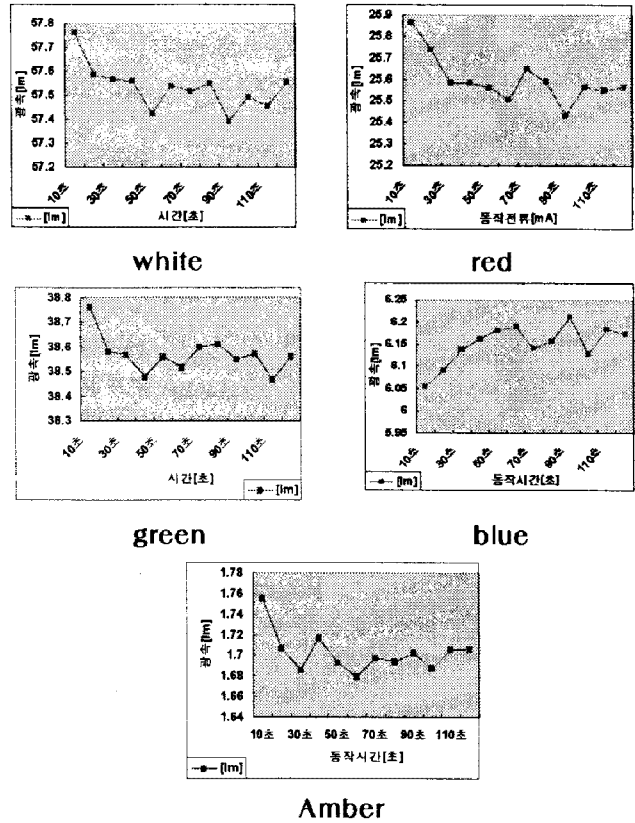 57.8
57.7
57.6
57.5
57.4
57.3
57.2
광속[lm]
10초
30초
50초
70초
90초
110초
시간[초]
[lm]
white
25.9
25.8
25.7
25.6
25.5
25.4
25.3
25.2
광속[lm]
10초
30초
50초
70초
90초
110초
동작전류[mA]
[lm]
red
38.8
38.7
38.6
38.5
38.4
38.3
광속[lm]
10초
30초
50초
70초
90초
110초
시간[초]
[lm]
green
6.25
6.2
6.15
6.1
6.05
6
5.95
광속[lm]
10초
30초
50초
70초
90초
110초
동작시간[초]
[lm]
blue
1.78
1.76
1.74
1.72
1.7
1.68
1.66
1.64
광속[lm]
10초
30초
50초
70초
90초
110초
동작시간[초]
[lm]
Amber